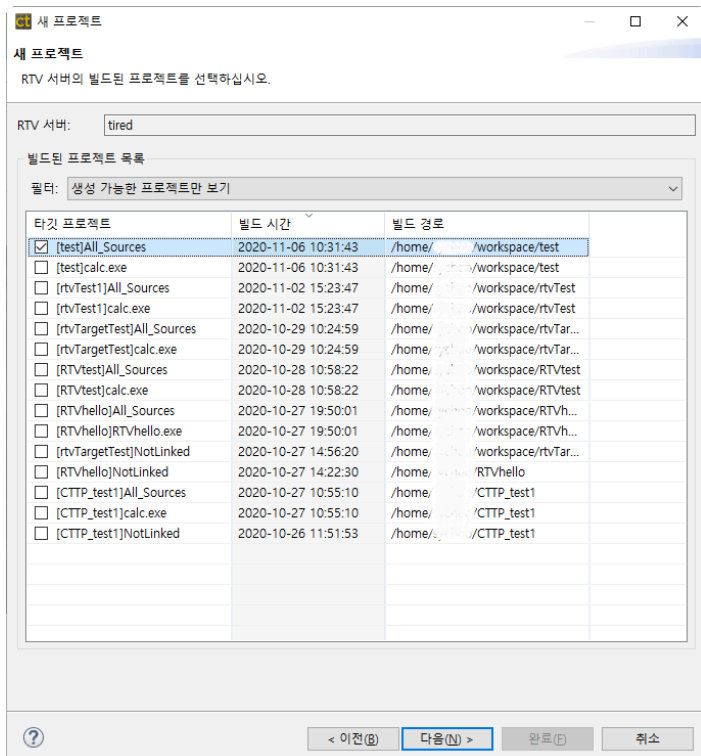 ct 새 프로젝트
새 프로젝트
RTV 서버의 빌드된 프로젝트를 선택하십시오.
RTV 서버: tired
빌드된 프로젝트 목록
필터: 생성 가능한 프로젝트만 보기
타깃 프로젝트 빌드 시간 빌드 경로
[test]All_Sources 2020-11-06 10:31:43 /home/ /workspace/test
[test]calc.exe 2020-11-06 10:31:43 /home/ /workspace/test
[rtvTest1]All_Sources 2020-11-02 15:23:47 /home/ /workspace/rtvTest
[rtvTest1]calc.exe 2020-11-02 15:23:47 /home/ /workspace/rtvTest
[rtvTargetTest]All_Sources 2020-10-29 10:24:59 /home/ /workspace/rtvTar...
[rtvTargetTest]calc.exe 2020-10-29 10:24:59 /home/ /workspace/rtvTar...
[RTVtest]All_Sources 2020-10-28 10:58:22 /home/ /workspace/RTVtest
[RTVtest]calc.exe 2020-10-28 10:58:22 /home/ /workspace/RTVtest
[RTVhello]All_Sources 2020-10-27 19:50:01 /home/ /workspace/RTVh...
[RTVhello]RTVhello.exe 2020-10-27 19:50:01 /home/ /workspace/RTVh...
[rtvTargetTest]NotLinked 2020-10-27 14:56:20 /home/ /workspace/rtvTar...
[RTVhello]NotLinked 2020-10-27 14:22:30 /home/ /RTVhello
[CTTP_test1]All_Sources 2020-10-27 10:55:10 /home/ /CTTP_test1
[CTTP_test1]calc.exe 2020-10-27 10:55:10 /home/ /CTTP_test1
[CTTP_test1]NotLinked 2020-10-26 11:51:53 /home/ /CTTP_test1
? < 이전(B) 다음(N) > 완료(F) 취소